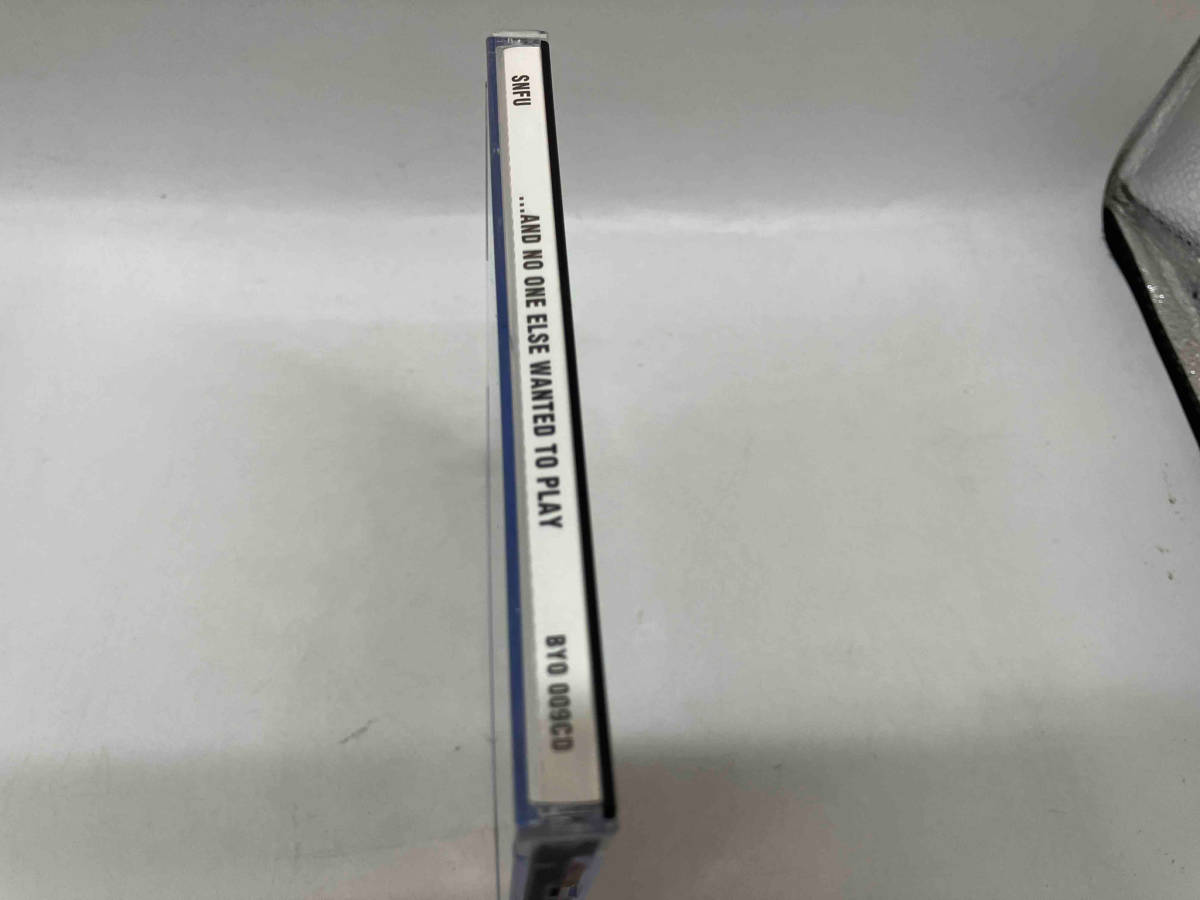 SNFU
...AND NO ONE ELSE WANTED TO PLAY
BYO 009CD